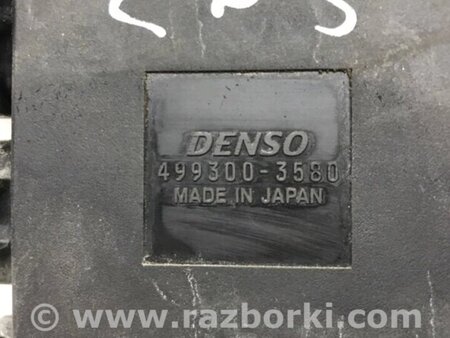 DENSO
499300-3580
MADE IN JAPAN
www.razborki.com